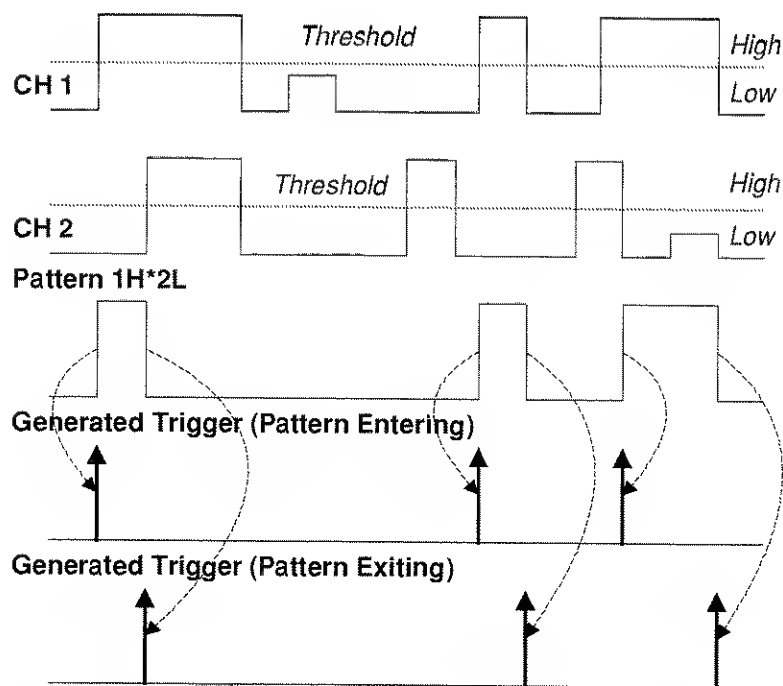 Threshold
High
CH 1
Low
Threshold
High
CH 2
Low
Pattern 1H*2L
Generated Trigger (Pattern Entering)
Generated Trigger (Pattern Exiting)